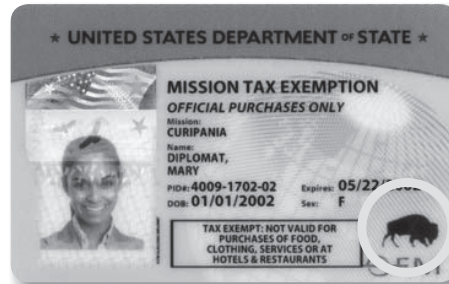 ★ UNITED STATES DEPARTMENT OF STATE ★
MISSION TAX EXEMPTION
OFFICIAL PURCHASES ONLY
Mission:
CURIPANIA
Name:
DIPLOMAT,
MARY
PID#: 4009-1702-02 Expires: 05/22/
DOB: 01/01/2002 Sex: F
TAX EXEMPT: NOT VALID FOR
PURCHASES OF FOOD,
CLOTHING, SERVICES OR AT
HOTELS & RESTAURANTS